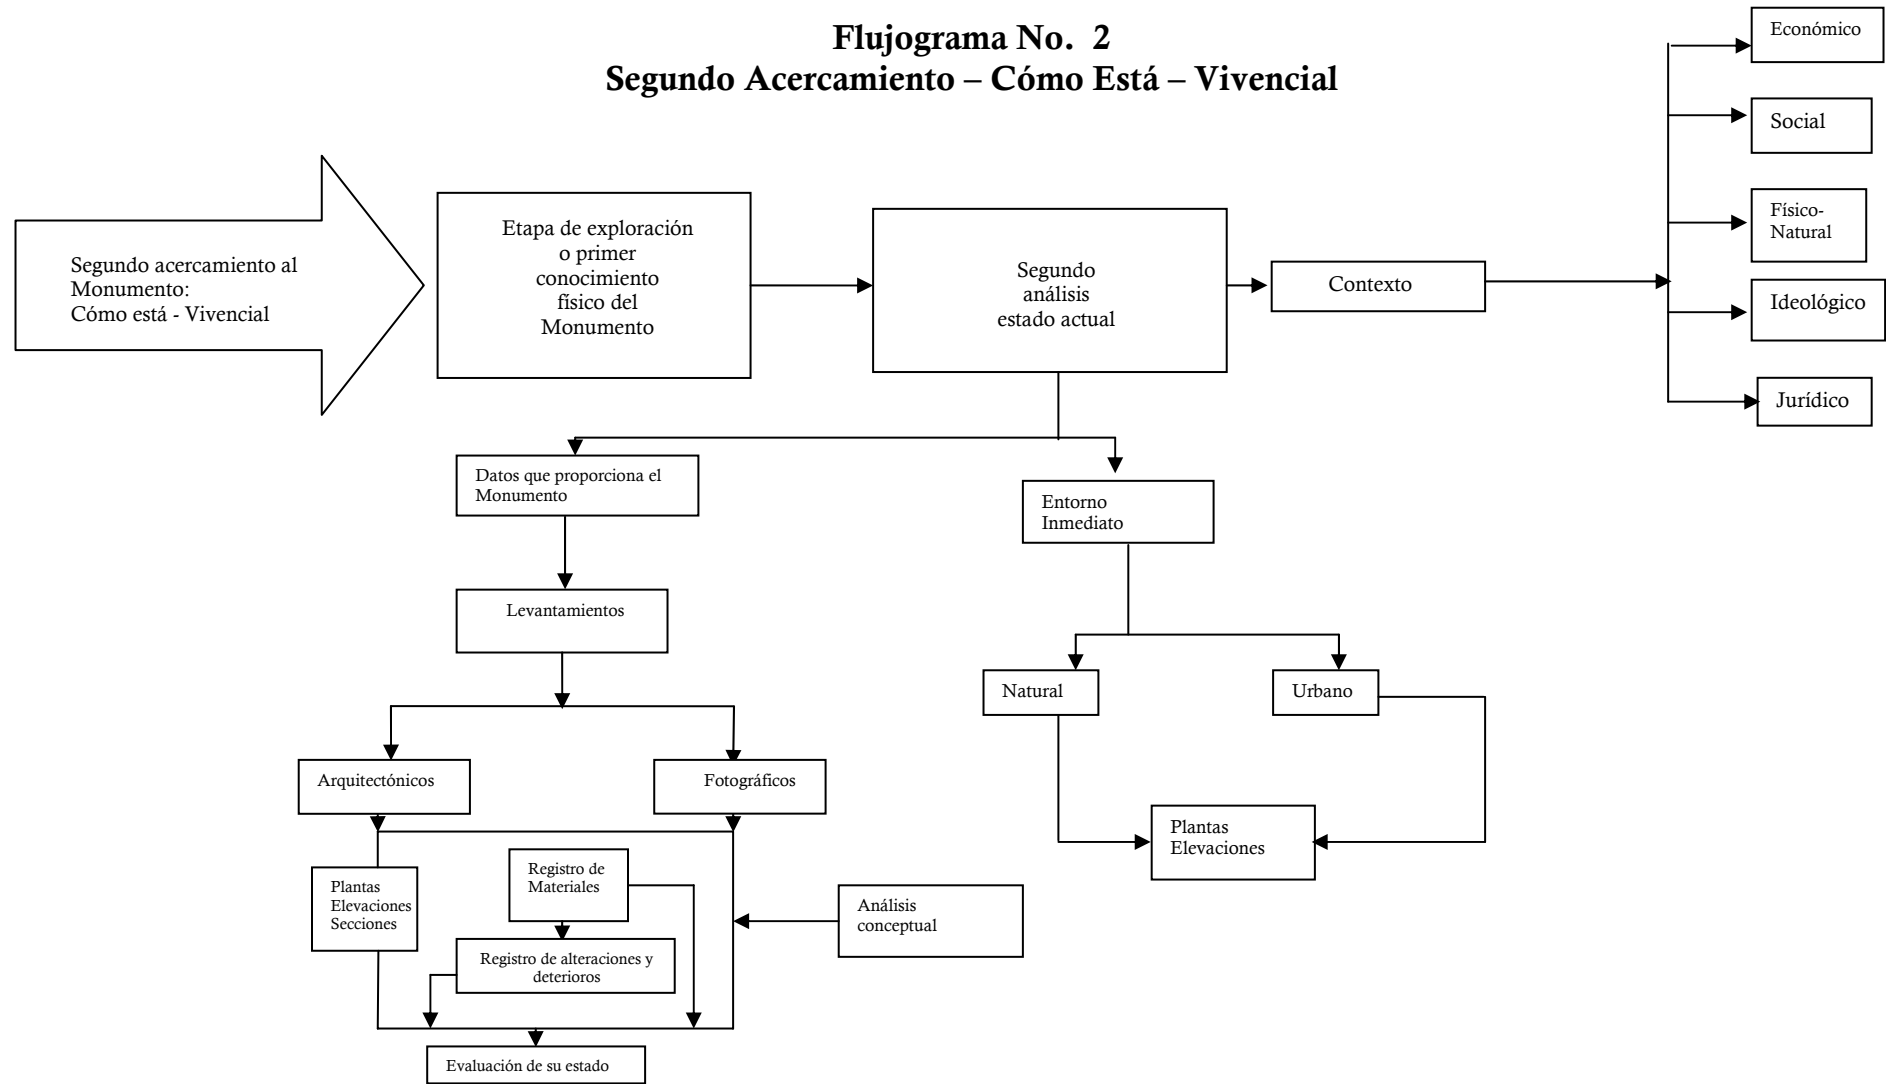 Flujograma No. 2
Segundo Acercamiento – Cómo Está – Vivencial
Segundo acercamiento al
Monumento:
Cómo está - Vivencial
Etapa de exploración
o primer
conocimiento
físico del
Monumento
Segundo
análisis
estado actual
Contexto
Económico
Social
Físico-
Natural
Ideológico
Jurídico
Datos que proporciona el
Monumento
Entorno
Inmediato
Levantamientos
Natural
Urbano
Arquitectónicos
Fotográficos
Plantas
Elevaciones
Plantas
Elevaciones
Secciones
Registro de
Materiales
Análisis
conceptual
Registro de alteraciones y
deterioros
Evaluación de su estado